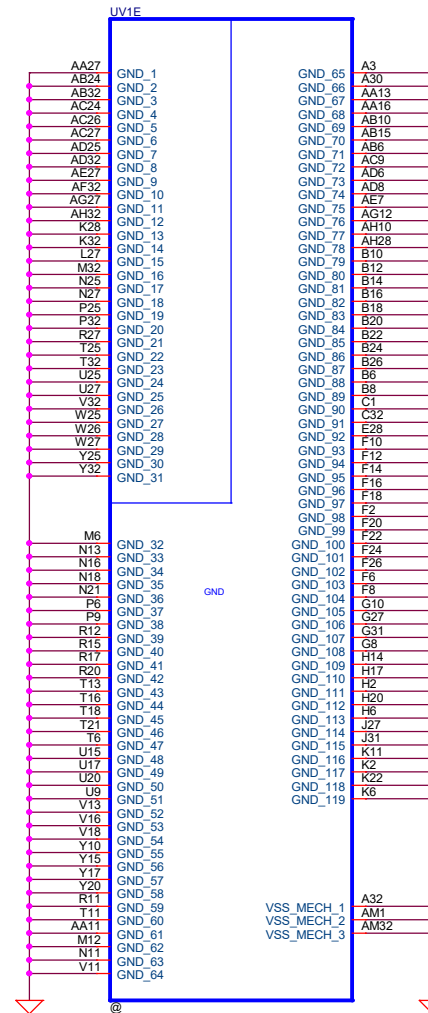 UV1E
AA27 GND_1 GND_65 A3
AB24 GND_2 GND_66 A30
AB32 GND_3 GND_67 AA13
AC24 GND_4 GND_68 AA16
AC26 GND_5 GND_69 AB10
AC27 GND_6 GND_70 AB15
AD25 GND_7 GND_71 AB6
AD32 GND_8 GND_72 AC9
AE27 GND_9 GND_73 AD6
AF32 GND_10 GND_74 AD8
AG27 GND_11 GND_75 AE7
AH32 GND_12 GND_76 AG12
K28 GND_13 GND_77 AH10
K32 GND_14 GND_78 AH28
L27 GND_15 GND_79 B10
M32 GND_16 GND_80 B12
N25 GND_17 GND_81 B14
N27 GND_18 GND_82 B16
P25 GND_19 GND_83 B18
P32 GND_20 GND_84 B20
R27 GND_21 GND_85 B22
T25 GND_22 GND_86 B24
T32 GND_23 GND_87 B26
U25 GND_24 GND_88 B6
U27 GND_25 GND_89 B8
V32 GND_26 GND_90 C1
W25 GND_27 GND_91 C32
W26 GND_28 GND_92 E28
W27 GND_29 GND_93 F10
Y25 GND_30 GND_94 F12
Y32 GND_31 GND_95 F14
GND_96 F16
GND_97 F18
GND_98 F2
GND_99 F20
M6 GND_32 GND_100 F22
N13 GND_33 GND_101 F24
N16 GND_34 GND_102 F26
N18 GND_35 GND_103 F6
N21 GND_36 GND GND_104 F8
P6 GND_37 GND_105 G10
P9 GND_38 GND_106 G27
R12 GND_39 GND_107 G31
R15 GND_40 GND_108 G8
R17 GND_41 GND_109 H14
R20 GND_42 GND_110 H17
T13 GND_43 GND_111 H2
T16 GND_44 GND_112 H20
T18 GND_45 GND_113 H6
T21 GND_46 GND_114 J27
T6 GND_47 GND_115 J31
U15 GND_48 GND_116 K11
U17 GND_49 GND_117 K2
U20 GND_50 GND_118 K22
U9 GND_51 GND_119 K6
V13 GND_52
V16 GND_53
V18 GND_54
Y10 GND_55
Y15 GND_56
Y17 GND_57
Y20 GND_58
R11 GND_59 VSS_MECH_1 A32
T11 GND_60 VSS_MECH_2 AM1
AA11 GND_61 VSS_MECH_3 AM32
M12 GND_62
N11 GND_63
V11 GND_64
@